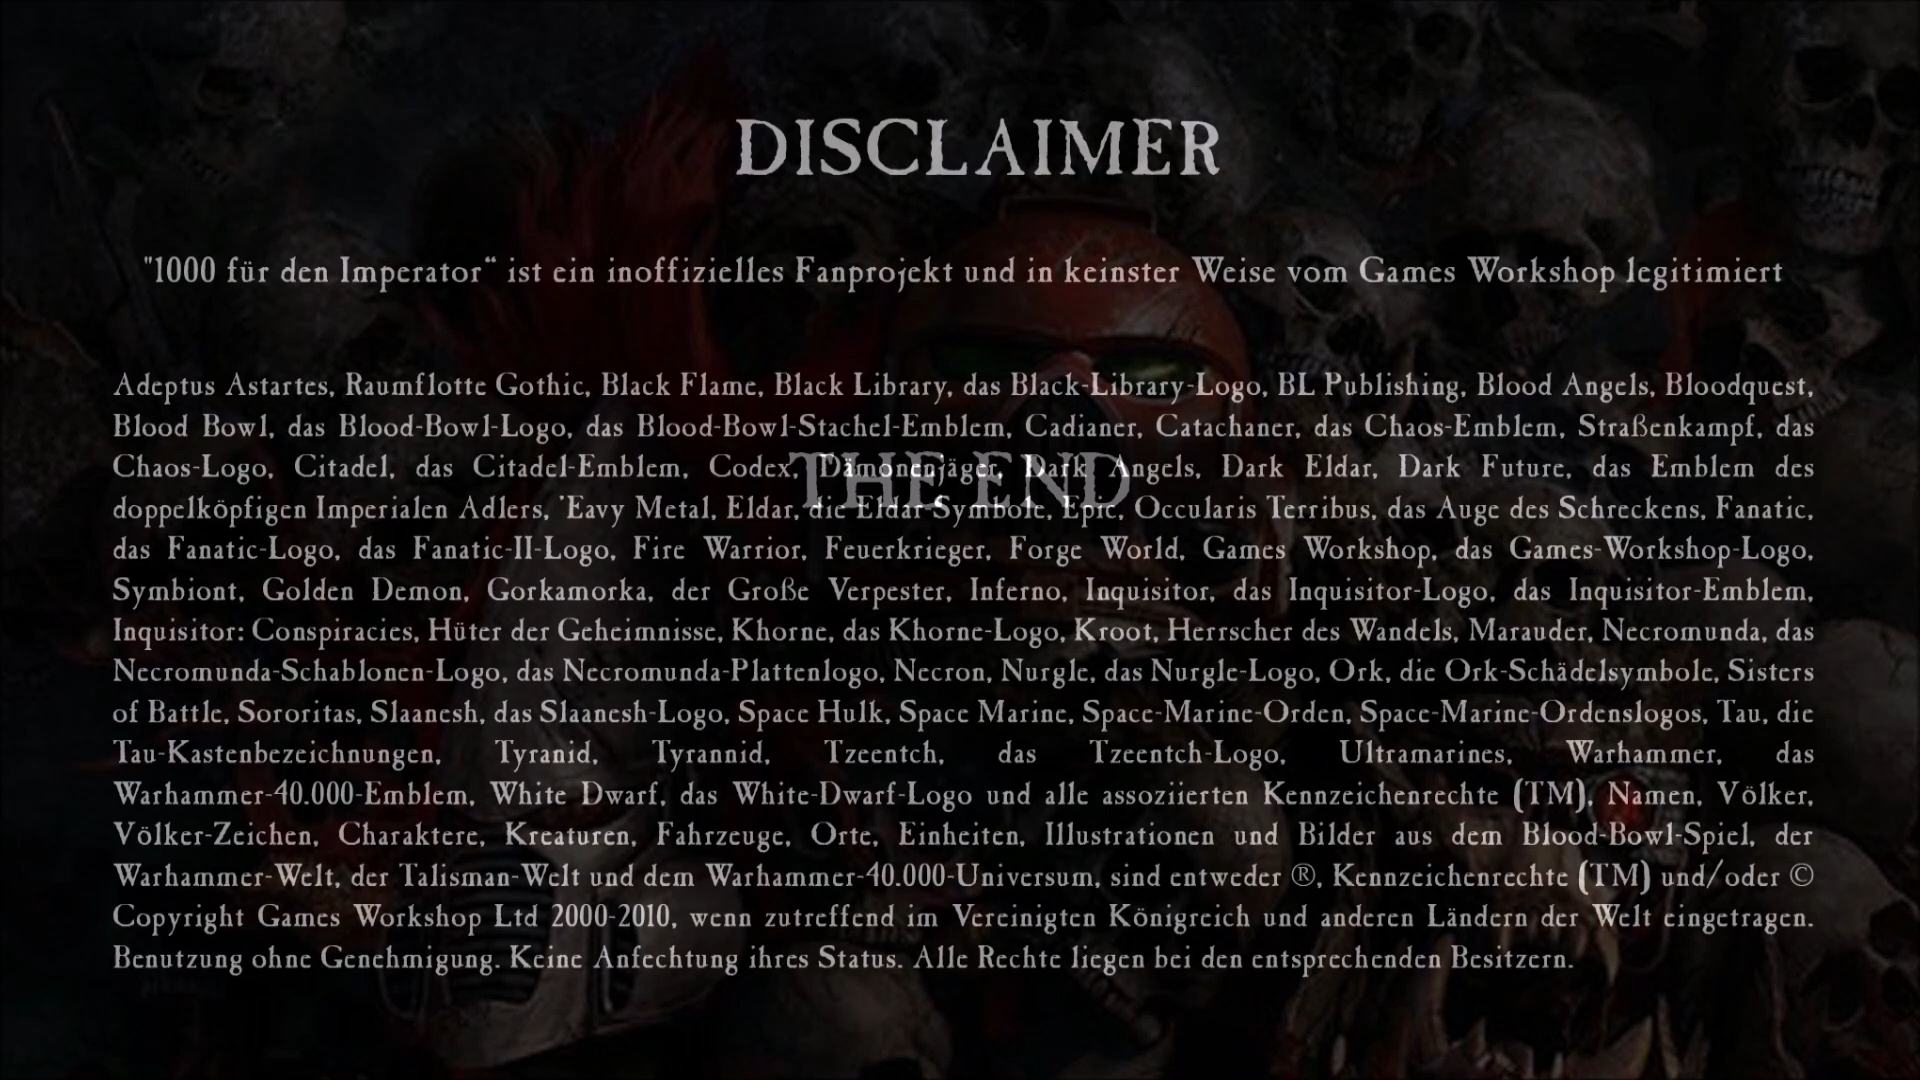 DISCLAIMER
"1000 für den Imperator“ ist ein inoffizielles Fanprojekt und in keinster Weise vom Games Workshop legitimiert
Adeptus Astartes, Raumflotte Gothic, Black Flame, Black Library, das Black-Library-Logo, BL Publishing, Blood Angels, Bloodquest,
Blood Bowl, das Blood-Bowl-Logo, das Blood-Bowl-Stachel-Emblem, Cadianer, Catachaner, das Chaos-Emblem, Straßenkampf, das
Chaos-Logo, Citadel, das Citadel-Emblem, Codex, Dämonenjäger, Dark Angels, Dark Eldar, Dark Future, das Emblem des
THE END
doppelköpfigen Imperialen Adlers, 'Eavy Metal, Eldar, die Eldar-Symbole, Epic, Occularis Terribus, das Auge des Schreckens, Fanatic,
das Fanatic-Logo, das Fanatic-II-Logo, Fire Warrior, Feuerkrieger, Forge World, Games Workshop, das Games-Workshop-Logo,
Symbiont, Golden Demon, Gorkamorka, der Große Verpester, Inferno, Inquisitor, das Inquisitor-Logo, das Inquisitor-Emblem,
Inquisitor: Conspiracies, Hüter der Geheimnisse, Khorne, das Khorne-Logo, Kroot, Herrscher des Wandels, Marauder, Necromunda, das
Necromunda-Schablonen-Logo, das Necromunda-Plattenlogo, Necron, Nurgle, das Nurgle-Logo, Ork, die Ork-Schädelsymbole, Sisters
of Battle, Sororitas, Slaanesh, das Slaanesh-Logo, Space Hulk, Space Marine, Space-Marine-Orden, Space-Marine-Ordenslogos, Tau, die
Tau-Kastenbezeichnungen, Tyranid, Tyrannid, Tzeentch, das Tzeentch-Logo, Ultramarines, Warhammer, das
Warhammer-40.000-Emblem, White Dwarf, das White-Dwarf-Logo und alle assoziierten Kennzeichenrechte (TM), Namen, Völker,
Völker-Zeichen, Charaktere, Kreaturen, Fahrzeuge, Orte, Einheiten, Illustrationen und Bilder aus dem Blood-Bowl-Spiel, der
Warhammer-Welt, der Talisman-Welt und dem Warhammer-40.000-Universum, sind entweder ®, Kennzeichenrechte (TM) und/oder ©
Copyright Games Workshop Ltd 2000-2010, wenn zutreffend im Vereinigten Königreich und anderen Ländern der Welt eingetragen.
Benutzung ohne Genehmigung. Keine Anfechtung ihres Status. Alle Rechte liegen bei den entsprechenden Besitzern.